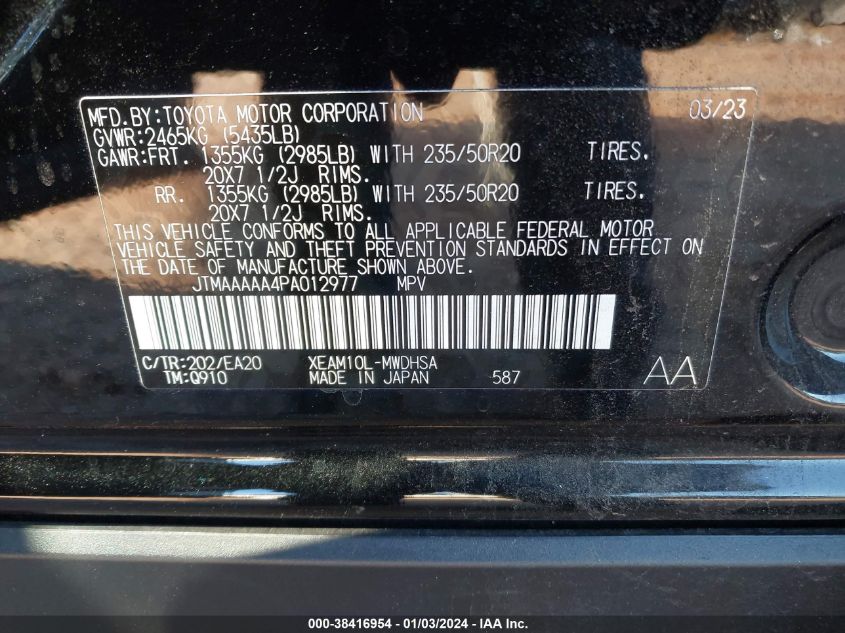 MFD.BY:TOYOTA MOTOR CORPORATION 03/23
GVWR:2465KG (5435LB)
GAWR:FRT. 1355KG (2985LB) WITH 235/50R20 TIRES.
20X7 1/2J RIMS.
RR. 1355KG (2985LB) WITH 235/50R20 TIRES.
20X7 1/2J RIMS.
THIS VEHICLE CONFORMS TO ALL APPLICABLE FEDERAL MOTOR
VEHICLE SAFETY AND THEFT PREVENTION STANDARDS IN EFFECT ON
THE DATE OF MANUFACTURE SHOWN ABOVE.
JTMAAAAA4PA012977 MPV
C/TR:202/EA20 XEAM10L-MWDHSA
TM:Q910 MADE IN JAPAN 587 AA
000-38416954 - 01/03/2024 - IAA Inc.